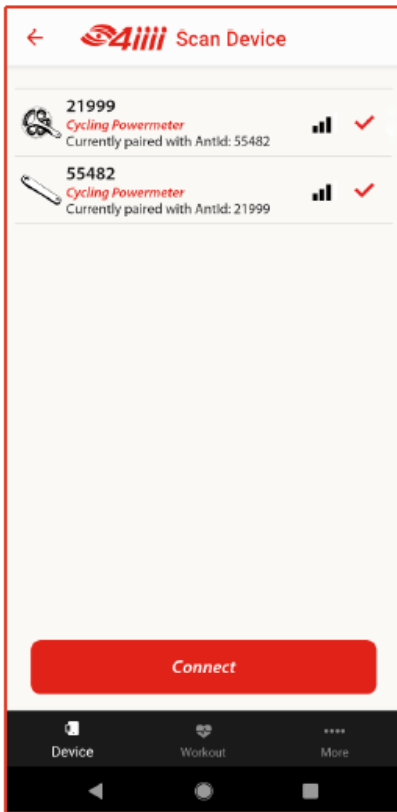 4iiii Scan Device
21999
Cycling Powermeter
Currently paired with AntId: 55482
55482
Cycling Powermeter
Currently paired with AntId: 21999
Connect
Device Workout More